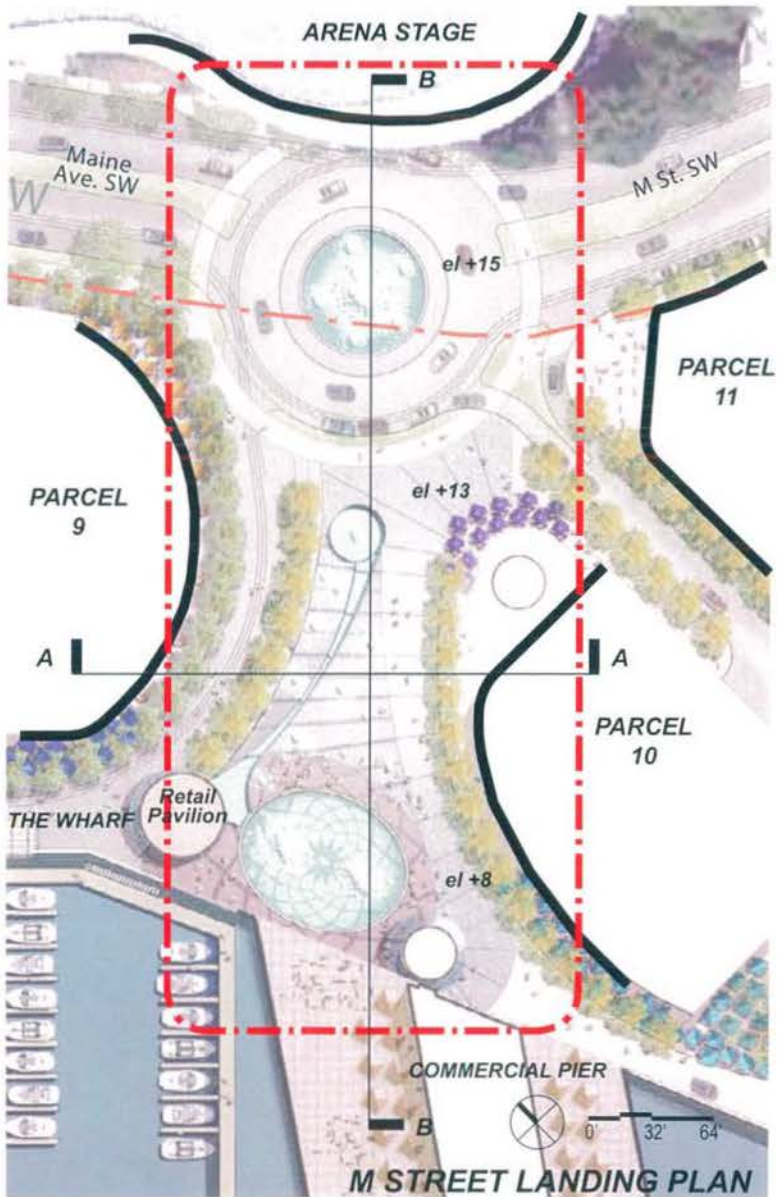 ARENA STAGE
B
Maine
Ave. SW
M St. SW
W
el +15
PARCEL
11
PARCEL
9
el +13
A
A
PARCEL
10
Retail
Pavilion
THE WHARF
el +8
COMMERCIAL PIER
B
0' 32' 64'
M STREET LANDING PLAN